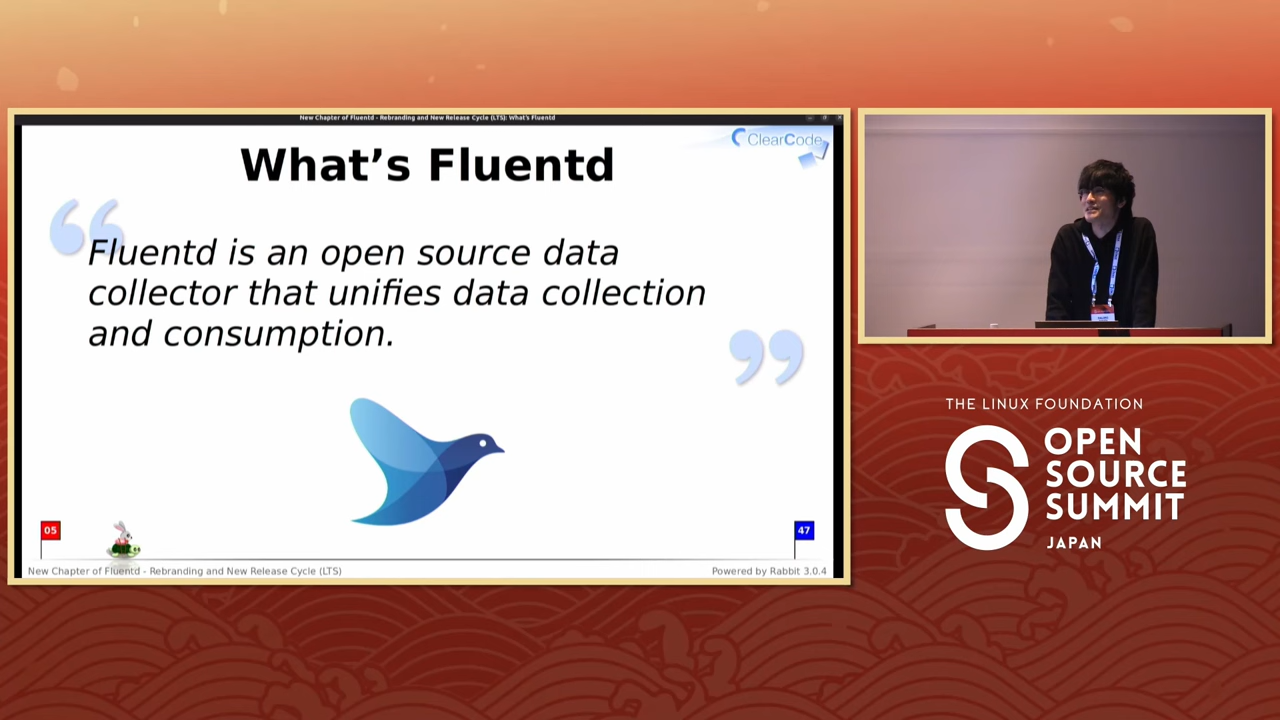 New Chapter of Fluentd - Rebranding and New Release Cycle (LTS): What's Fluentd
ClearCode
What's Fluentd
“
Fluentd is an open source data
collector that unifies data collection
and consumption.
”
05
47
New Chapter of Fluentd - Rebranding and New Release Cycle (LTS)
Powered by Rabbit 3.0.4
THE LINUX FOUNDATION
OPEN
SOURCE
SUMMIT
JAPAN